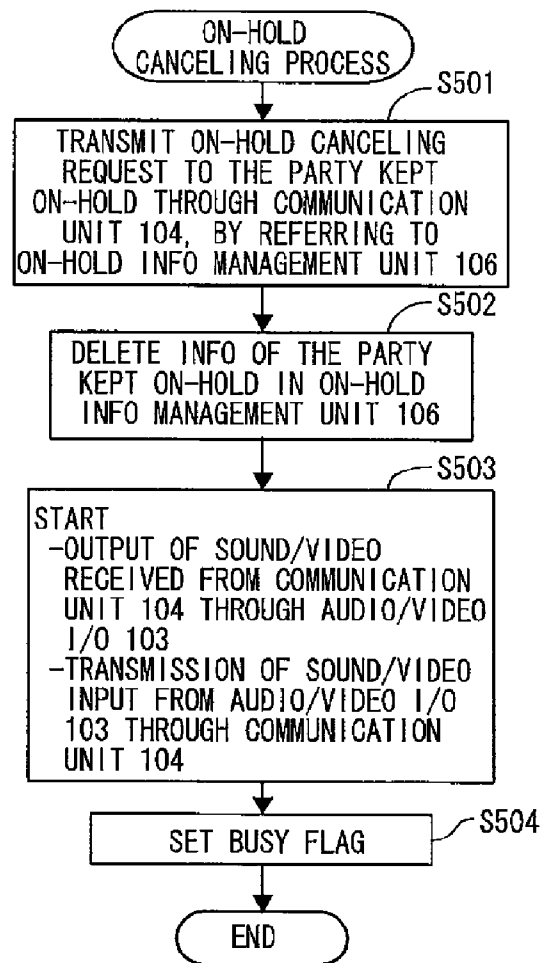 ON-HOLD
CANCELING PROCESS
S501
TRANSMIT ON-HOLD CANCELING
REQUEST TO THE PARTY KEPT
ON-HOLD THROUGH COMMUNICATION
UNIT 104, BY REFERRING TO
ON-HOLD INFO MANAGEMENT UNIT 106
S502
DELETE INFO OF THE PARTY
KEPT ON-HOLD IN ON-HOLD
INFO MANAGEMENT UNIT 106
S503
START
-OUTPUT OF SOUND/VIDEO
RECEIVED FROM COMMUNICATION
UNIT 104 THROUGH AUDIO/VIDEO
I/O 103
-TRANSMISSION OF SOUND/VIDEO
INPUT FROM AUDIO/VIDEO I/O
103 THROUGH COMMUNICATION
UNIT 104
S504
SET BUSY FLAG
END